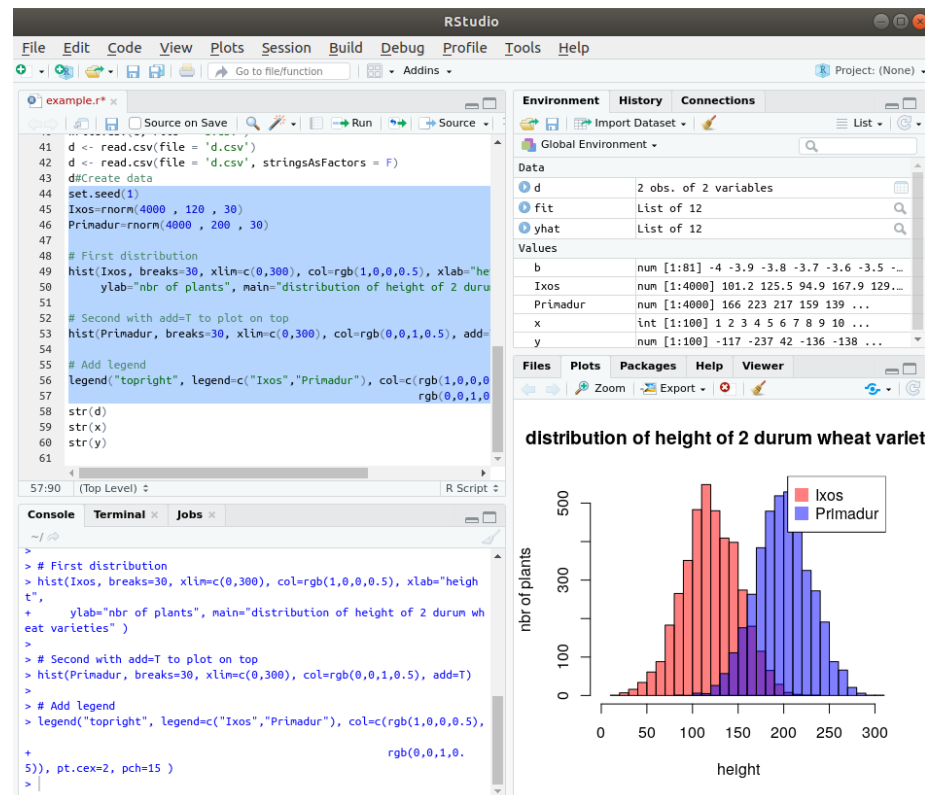 RStudio
File Edit Code View Plots Session Build Debug Profile Tools Help
Go to file/function Addins Project: (None)
example.r*
Source on Save Run Source
41 d <- read.csv(file = 'd.csv')
42 d <- read.csv(file = 'd.csv', stringsAsFactors = F)
43 d#Create data
44 set.seed(1)
45 Ixos=rnorm(4000 , 120 , 30)
46 Primadur=rnorm(4000 , 200 , 30)
47
48 # First distribution
49 hist(Ixos, breaks=30, xlim=c(0,300), col=rgb(1,0,0,0.5), xlab="he
50 ylab="nbr of plants", main="distribution of height of 2 duru
51
52 # Second with add=T to plot on top
53 hist(Primadur, breaks=30, xlim=c(0,300), col=rgb(0,0,1,0.5), add=
54
55 # Add legend
56 legend("topright", legend=c("Ixos","Primadur"), col=c(rgb(1,0,0,0
57 rgb(0,0,1,0
58 str(d)
59 str(x)
60 str(y)
61
57:90 (Top Level) R Script
Console Terminal Jobs
~/
>
> # First distribution
> hist(Ixos, breaks=30, xlim=c(0,300), col=rgb(1,0,0,0.5), xlab="heigh
t",
+ ylab="nbr of plants", main="distribution of height of 2 durum wh
eat varieties" )
>
> # Second with add=T to plot on top
> hist(Primadur, breaks=30, xlim=c(0,300), col=rgb(0,0,1,0.5), add=T)
>
> # Add legend
> legend("topright", legend=c("Ixos","Primadur"), col=c(rgb(1,0,0,0.5),
+ rgb(0,0,1,0.
5)), pt.cex=2, pch=15 )
>
Environment History Connections
Import Dataset List
Global Environment
Data
d 2 obs. of 2 variables
fit List of 12
yhat List of 12
Values
b num [1:81] -4 -3.9 -3.8 -3.7 -3.6 -3.5 -…
Ixos num [1:4000] 101.2 125.5 94.9 167.9 129.…
Primadur num [1:4000] 166 223 217 159 139 ...
x int [1:100] 1 2 3 4 5 6 7 8 9 10 ...
y num [1:100] -117 -237 42 -136 -138 ...
Files Plots Packages Help Viewer
Zoom Export
distribution of height of 2 durum wheat variet
Ixos
Primadur
nbr of plants
500
300
100
0
0 50 100 150 200 250 300
height